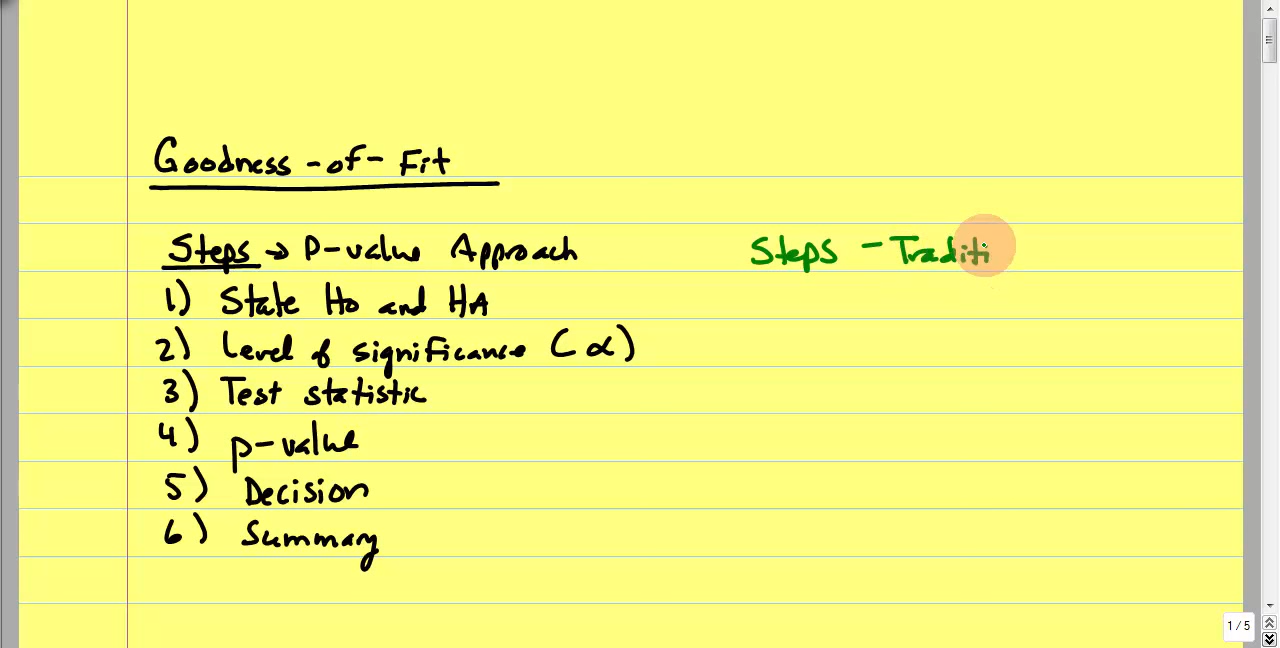 Goodness-of-Fit
Steps → P-value Approach
Steps - Traditi
1) State Ho and HA
2) Level of significance (α)
3) Test statistic
4) p-value
5) Decision
6) Summary
1/5